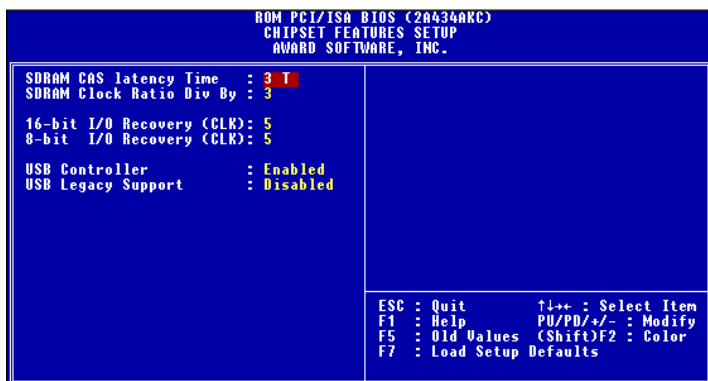 ROM PCI/ISA BIOS (2A434AKC)
CHIPSET FEATURES SETUP
AWARD SOFTWARE, INC.
SDRAM CAS latency Time : 3 T
SDRAM Clock Ratio Div By : 3
16-bit I/O Recovery (CLK): 5
8-bit I/O Recovery (CLK): 5
USB Controller : Enabled
USB Legacy Support : Disabled
ESC : Quit ↑↓→← : Select Item
F1 : Help PU/PD/+/- : Modify
F5 : Old Values (Shift)F2 : Color
F7 : Load Setup Defaults